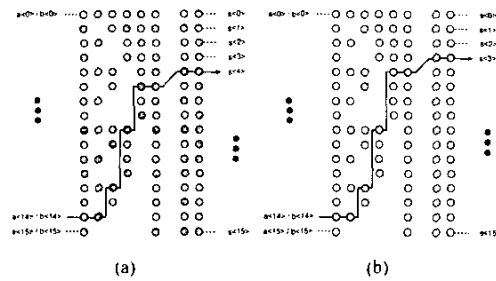 a<0> : b<0>
s<0>
s<1>
s<2>
s<3>
s<4>
a<14> : b<14>
a<15> / b<15>
s<15>
(a)
a<0> : b<0>
s<0>
s<1>
s<2>
s<3>
a<14> : b<14>
a<15> / b<15>
s<15>
(b)